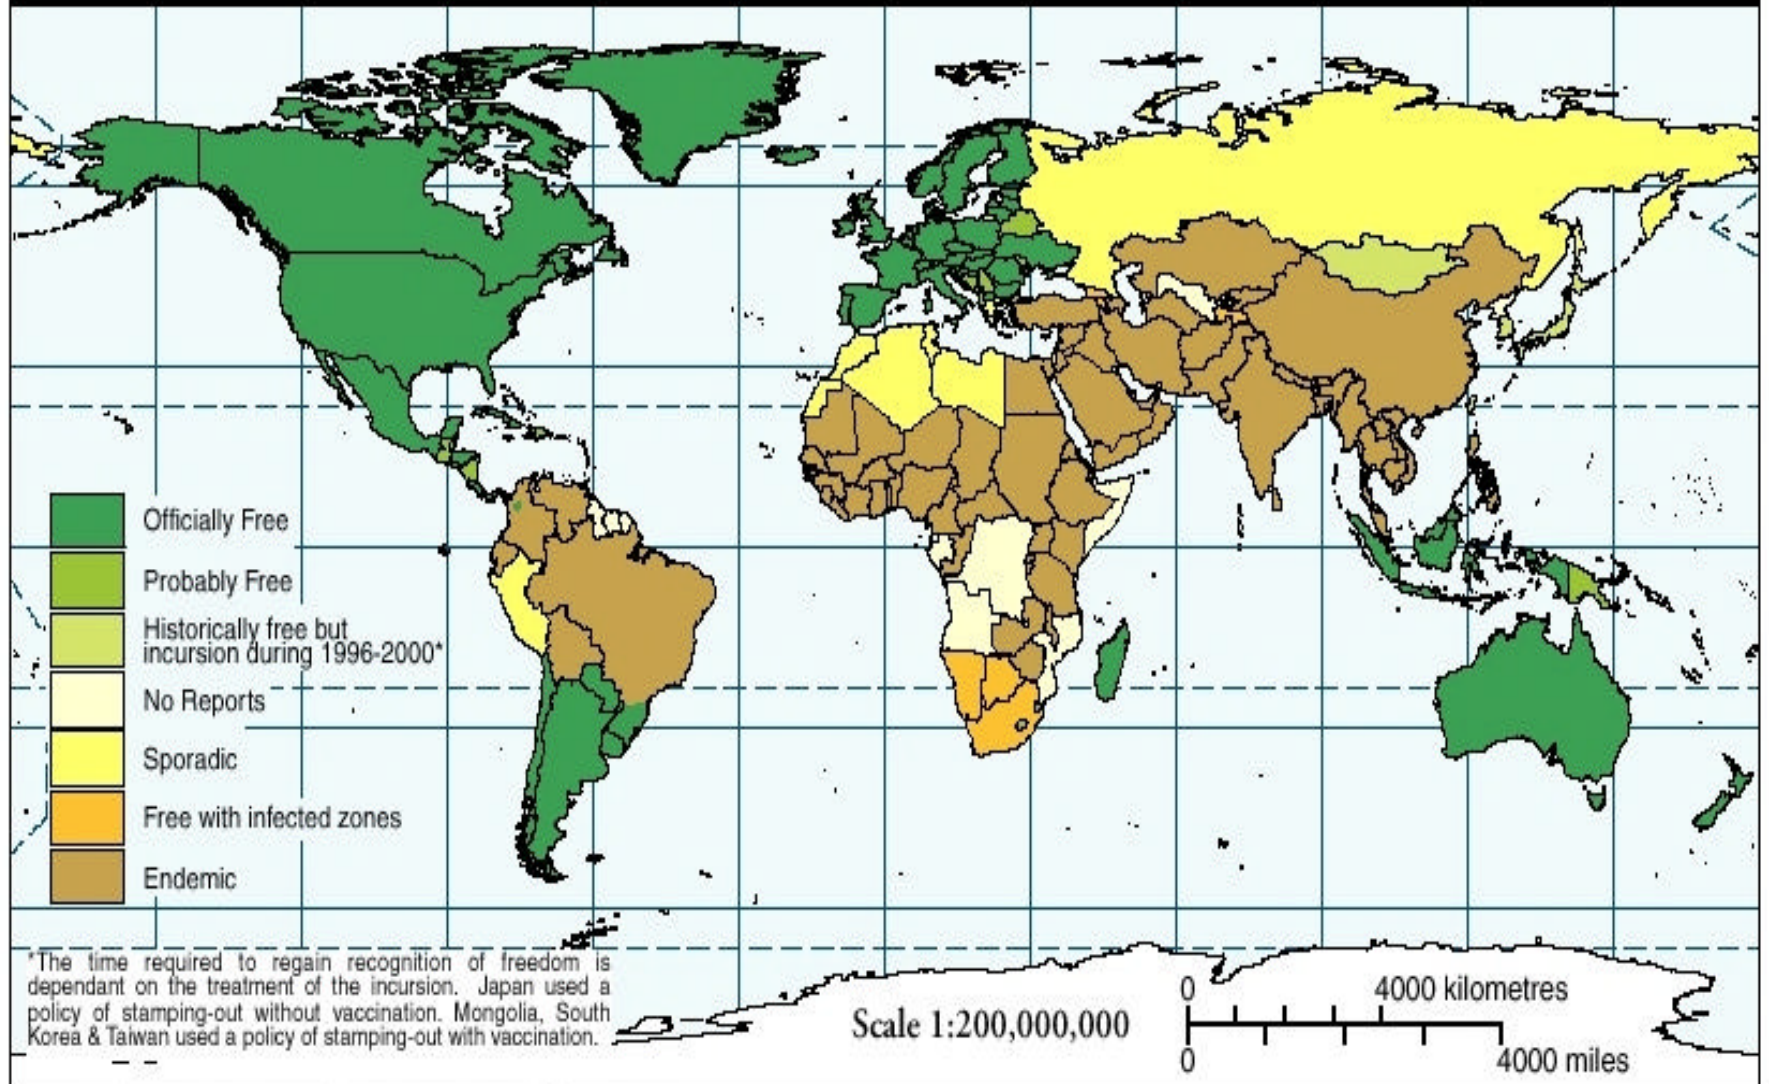 Officially Free
Probably Free
Historically free but
incursion during 1996-2000*
No Reports
Sporadic
Free with infected zones
Endemic
*The time required to regain recognition of freedom is
dependant on the treatment of the incursion. Japan used a
policy of stamping-out without vaccination. Mongolia, South
Korea & Taiwan used a policy of stamping-out with vaccination.
Scale 1:200,000,000
0 4000 kilometres
0 4000 miles